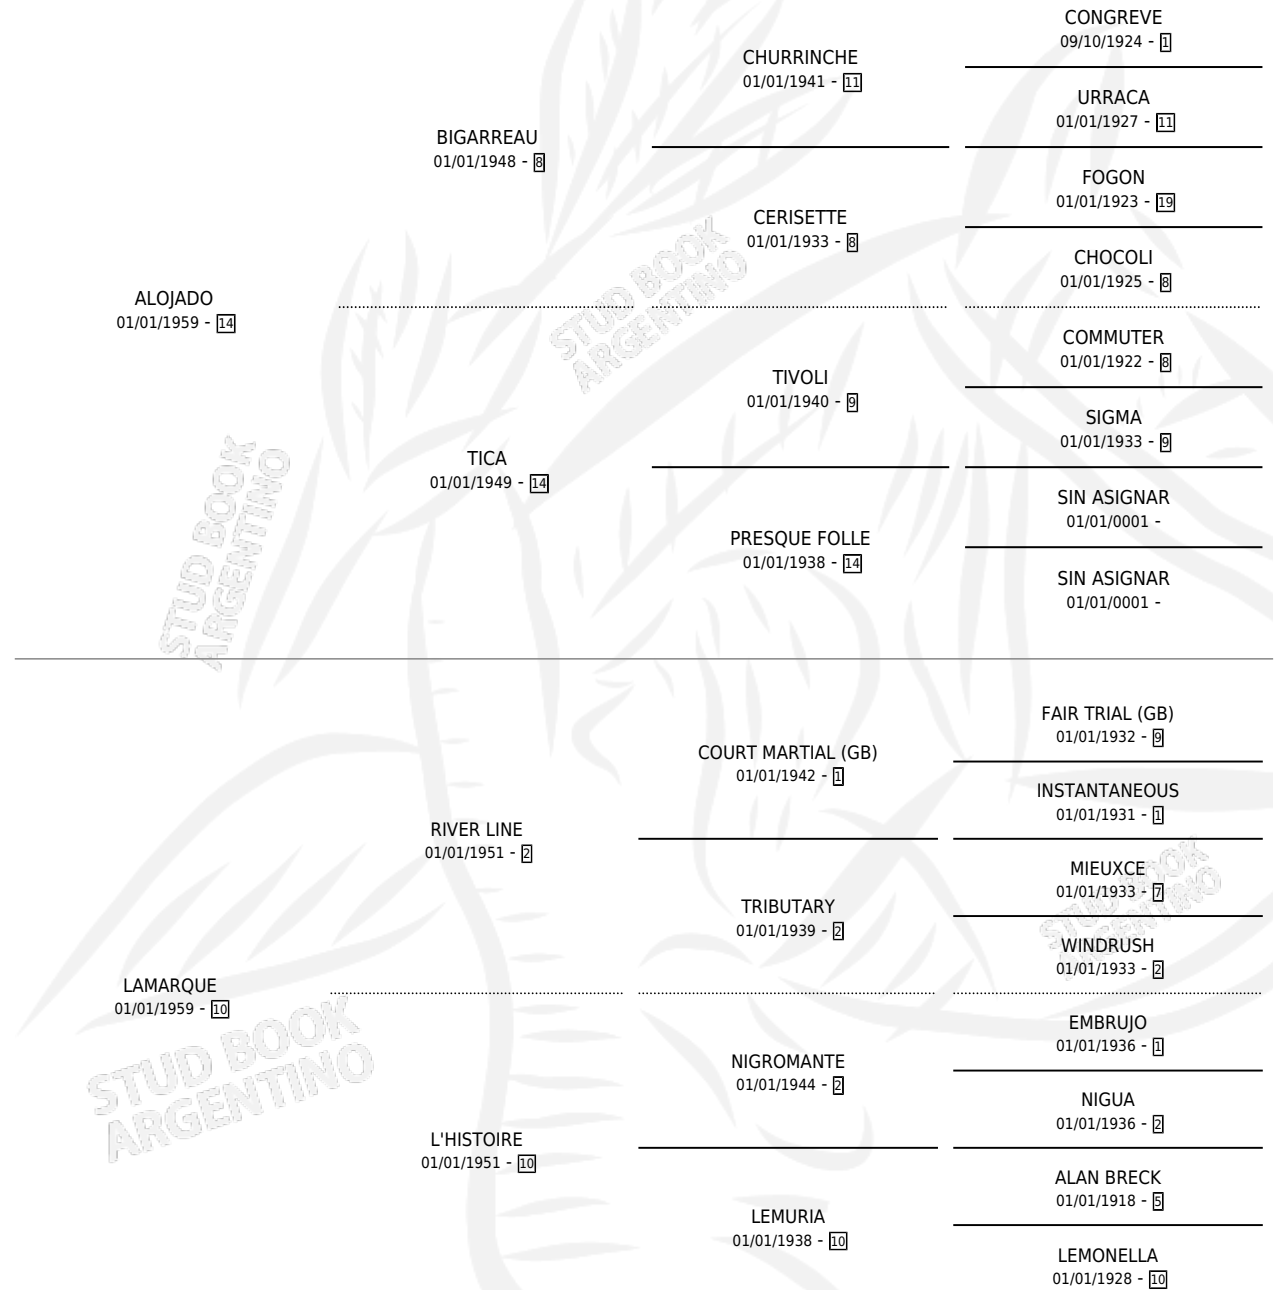 CONGREVE
09/10/1924 - 1
CHURRINCHE
01/01/1941 - 11
URRACA
01/01/1927 - 11
BIGARREAU
01/01/1948 - 8
FOGON
01/01/1923 - 19
CERISETTE
01/01/1933 - 8
CHOCOLI
01/01/1925 - 8
ALOJADO
01/01/1959 - 14
COMMUTER
01/01/1922 - 8
TIVOLI
01/01/1940 - 9
SIGMA
01/01/1933 - 9
TICA
01/01/1949 - 14
SIN ASIGNAR
01/01/0001 -
PRESQUE FOLLE
01/01/1938 - 14
SIN ASIGNAR
01/01/0001 -
STUD BOOK
ARGENTINO
STUD BOOK
ARGENTINO
FAIR TRIAL (GB)
01/01/1932 - 9
COURT MARTIAL (GB)
01/01/1942 - 1
INSTANTANEOUS
01/01/1931 - 1
RIVER LINE
01/01/1951 - 2
MIEUXCE
01/01/1933 - 7
TRIBUTARY
01/01/1939 - 2
WINDRUSH
01/01/1933 - 2
LAMARQUE
01/01/1959 - 10
EMBRUJO
01/01/1936 - 1
NIGROMANTE
01/01/1944 - 2
NIGUA
01/01/1936 - 2
L'HISTOIRE
01/01/1951 - 10
ALAN BRECK
01/01/1918 - 5
LEMURIA
01/01/1938 - 10
LEMONELLA
01/01/1928 - 10
STUD BOOK
ARGENTINO
STUD BOOK
ARGENTINO